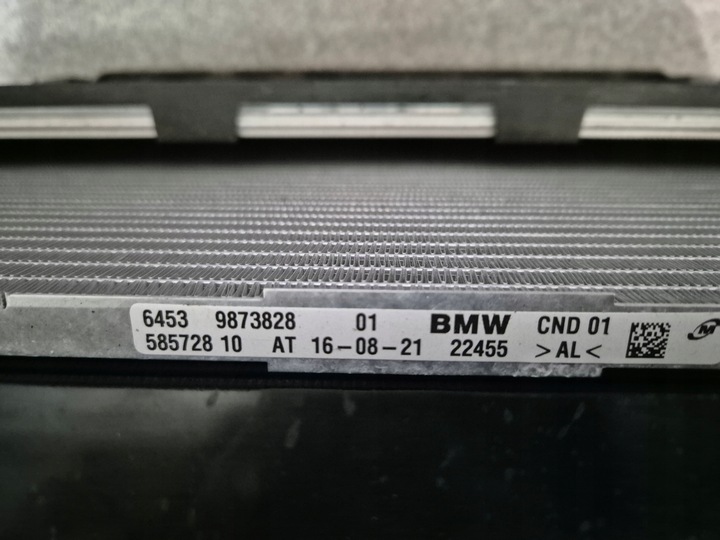 6453 9873828 01 BMW CND 01
585728 10 AT 16-08-21 22455 >AL<
M